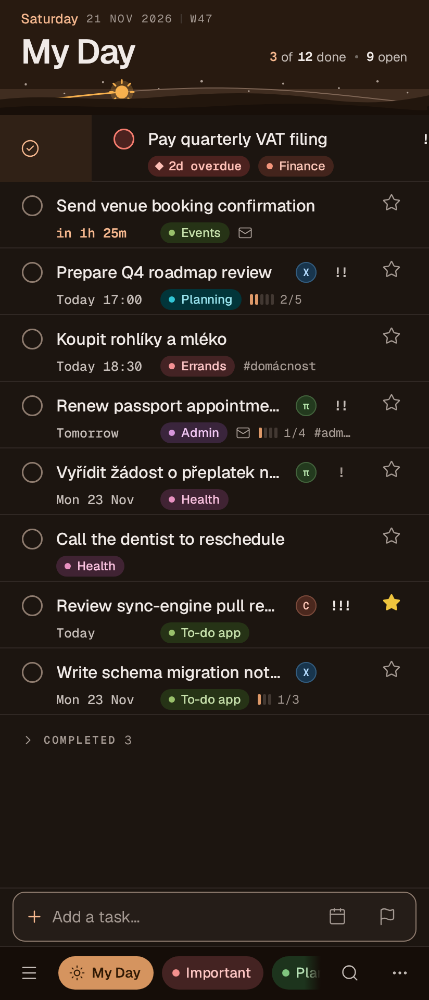 Saturday 21 NOV 2026 | W47
My Day
3 of 12 done • 9 open
Pay quarterly VAT filing
2d overdue Finance
Send venue booking confirmation
in 1h 25m Events
Prepare Q4 roadmap review X !!
Today 17:00 Planning 2/5
Koupit rohlíky a mléko
Today 18:30 Errands #domácnost
Renew passport appointme… π !!
Tomorrow Admin 1/4 #adm…
Vyřídit žádost o přeplatek n… π !
Mon 23 Nov Health
Call the dentist to reschedule
Health
Review sync-engine pull re… C !!!
Today To-do app
Write schema migration not… X
Mon 23 Nov To-do app 1/3
COMPLETED 3
Add a task…
My Day Important